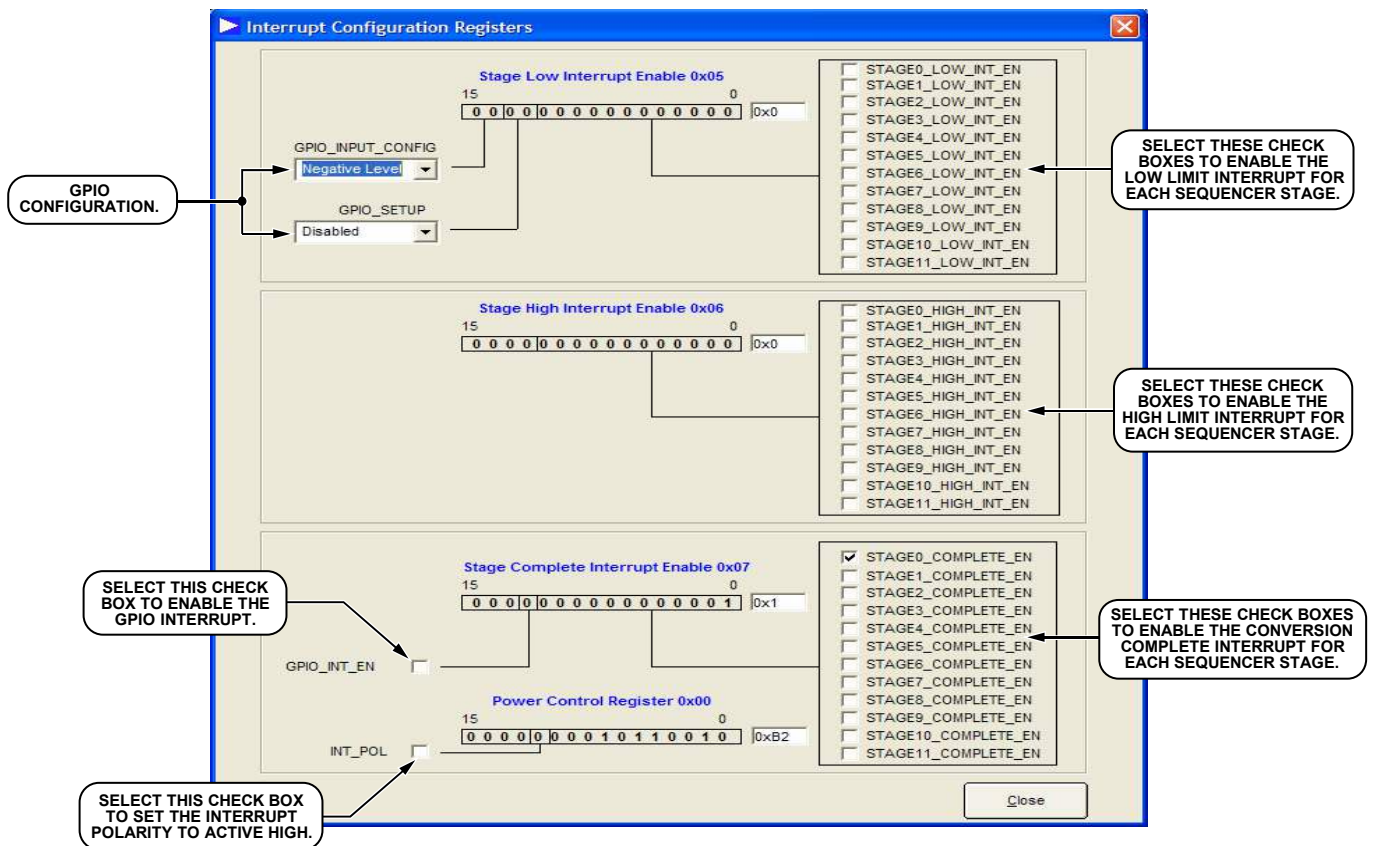 Interrupt Configuration Registers
Stage Low Interrupt Enable 0x05
15 0
0 0 0 0 0 0 0 0 0 0 0 0 0 0 0 0 0x0
GPIO_INPUT_CONFIG
Negative Level
GPIO_SETUP
Disabled
STAGE0_LOW_INT_EN
STAGE1_LOW_INT_EN
STAGE2_LOW_INT_EN
STAGE3_LOW_INT_EN
STAGE4_LOW_INT_EN
STAGE5_LOW_INT_EN
STAGE6_LOW_INT_EN
STAGE7_LOW_INT_EN
STAGE8_LOW_INT_EN
STAGE9_LOW_INT_EN
STAGE10_LOW_INT_EN
STAGE11_LOW_INT_EN
GPIO
CONFIGURATION.
SELECT THESE CHECK
BOXES TO ENABLE THE
LOW LIMIT INTERRUPT FOR
EACH SEQUENCER STAGE.
Stage High Interrupt Enable 0x06
15 0
0 0 0 0 0 0 0 0 0 0 0 0 0 0 0 0 0x0
STAGE0_HIGH_INT_EN
STAGE1_HIGH_INT_EN
STAGE2_HIGH_INT_EN
STAGE3_HIGH_INT_EN
STAGE4_HIGH_INT_EN
STAGE5_HIGH_INT_EN
STAGE6_HIGH_INT_EN
STAGE7_HIGH_INT_EN
STAGE8_HIGH_INT_EN
STAGE9_HIGH_INT_EN
STAGE10_HIGH_INT_EN
STAGE11_HIGH_INT_EN
SELECT THESE CHECK
BOXES TO ENABLE THE
HIGH LIMIT INTERRUPT FOR
EACH SEQUENCER STAGE.
Stage Complete Interrupt Enable 0x07
15 0
0 0 0 0 0 0 0 0 0 0 0 0 0 0 0 1 0x1
SELECT THIS CHECK
BOX TO ENABLE THE
GPIO INTERRUPT.
GPIO_INT_EN
STAGE0_COMPLETE_EN
STAGE1_COMPLETE_EN
STAGE2_COMPLETE_EN
STAGE3_COMPLETE_EN
STAGE4_COMPLETE_EN
STAGE5_COMPLETE_EN
STAGE6_COMPLETE_EN
STAGE7_COMPLETE_EN
STAGE8_COMPLETE_EN
STAGE9_COMPLETE_EN
STAGE10_COMPLETE_EN
STAGE11_COMPLETE_EN
SELECT THESE CHECK BOXES
TO ENABLE THE CONVERSION
COMPLETE INTERRUPT FOR
EACH SEQUENCER STAGE.
Power Control Register 0x00
15 0
0 0 0 0 0 0 0 0 1 0 1 1 0 0 1 0 0xB2
INT_POL
SELECT THIS CHECK BOX
TO SET THE INTERRUPT
POLARITY TO ACTIVE HIGH.
Close